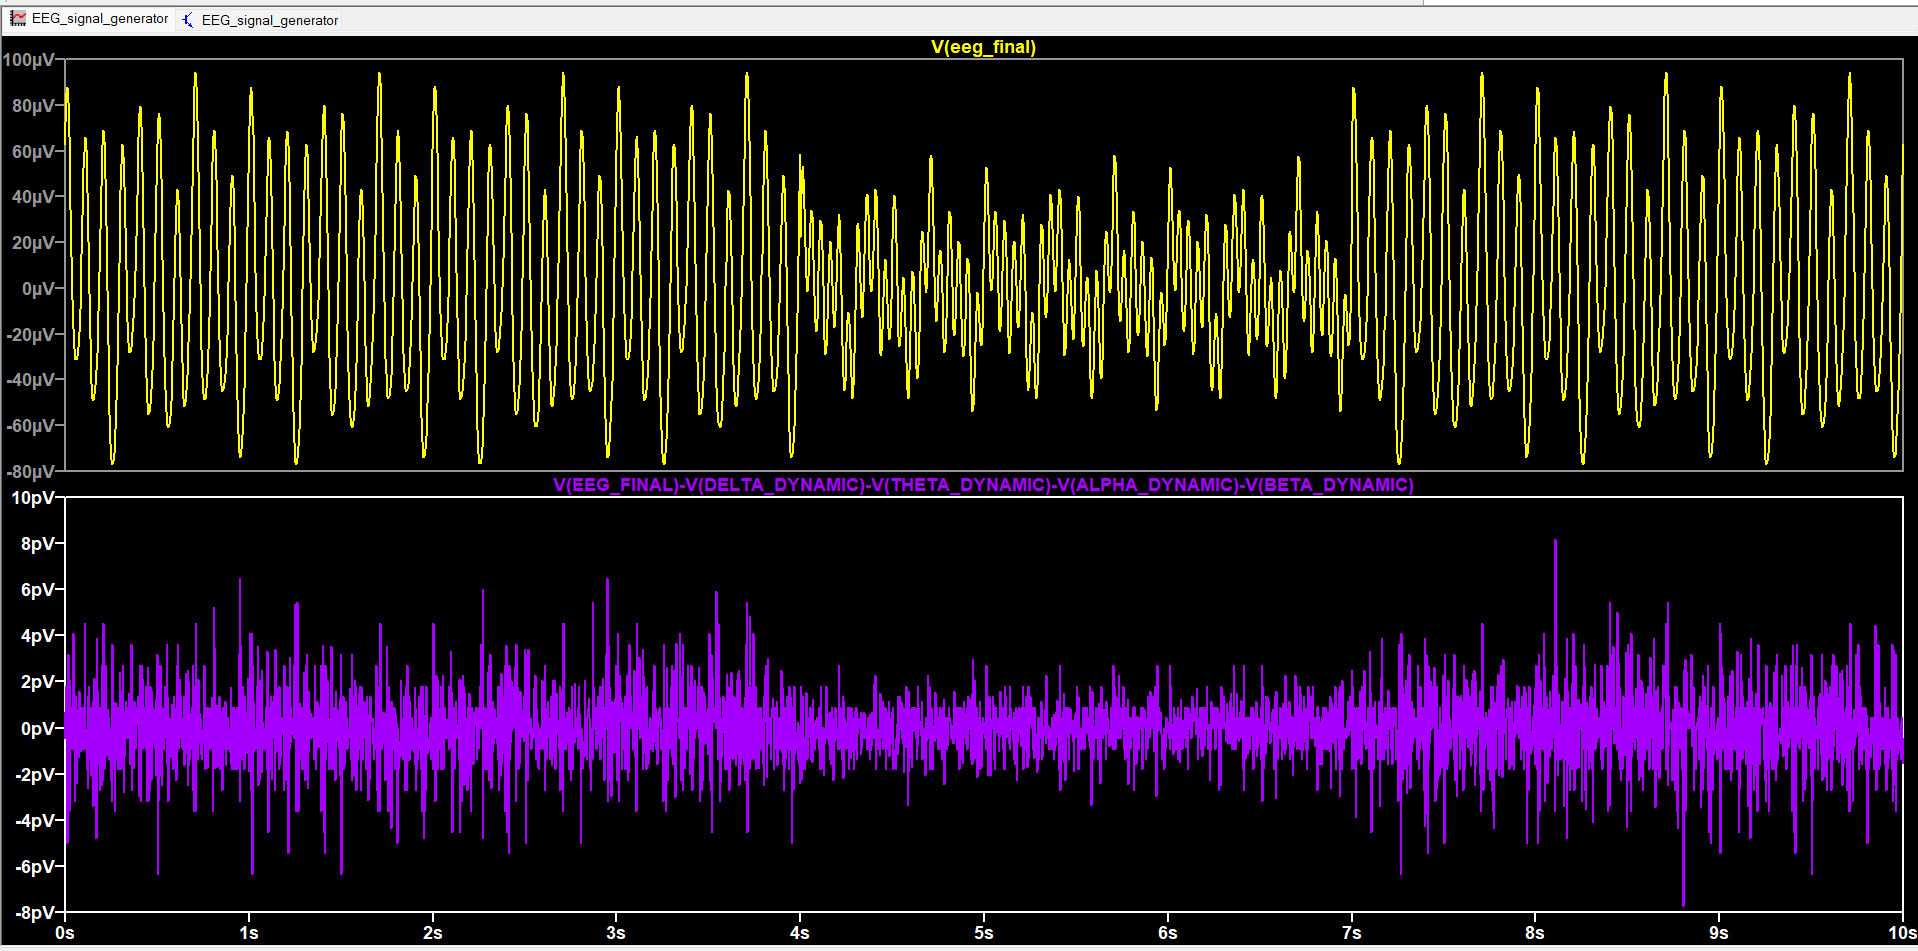 EEG_signal_generator EEG_signal_generator
V(eeg_final)
100µV
80µV
60µV
40µV
20µV
0µV
-20µV
-40µV
-60µV
-80µV
V(EEG_FINAL)-V(DELTA_DYNAMIC)-V(THETA_DYNAMIC)-V(ALPHA_DYNAMIC)-V(BETA_DYNAMIC)
10pV
8pV
6pV
4pV
2pV
0pV
-2pV
-4pV
-6pV
-8pV
0s 1s 2s 3s 4s 5s 6s 7s 8s 9s 10s